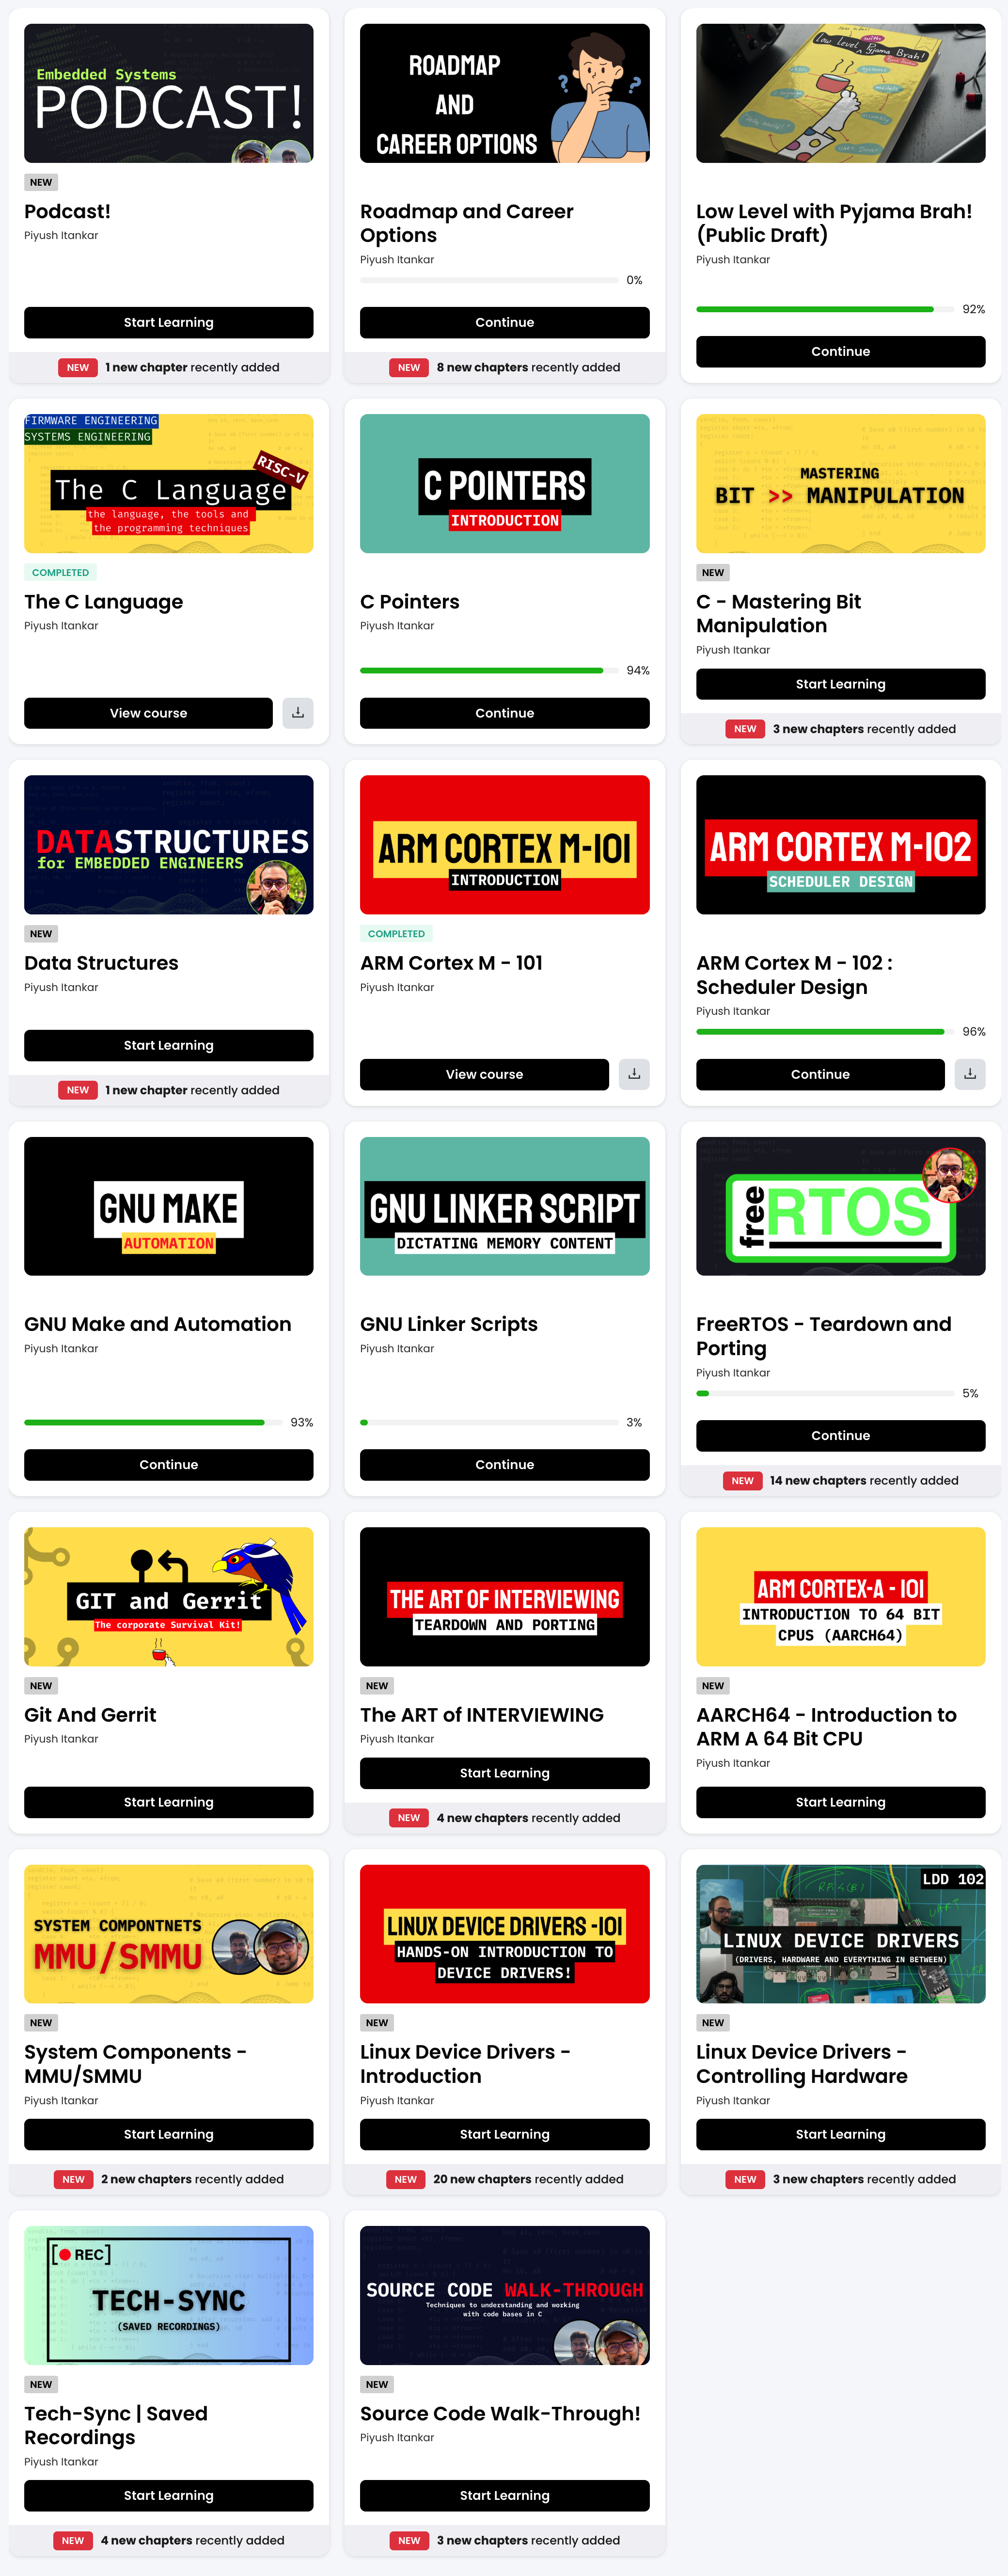 Embedded Systems
PODCAST!
NEW
Podcast!
Piyush Itankar
Start Learning
NEW 1 new chapter recently added
ROADMAP
AND
CAREER OPTIONS
? ?
Roadmap and Career
Options
Piyush Itankar
0%
Continue
NEW 8 new chapters recently added
Low Level with Pyjama Brah!
Low Level with Pyjama Brah!
(Public Draft)
Piyush Itankar
92%
Continue
FIRMWARE ENGINEERING
SYSTEMS ENGINEERING
RISC-V
The C Language
the language, the tools and
the programming techniques
COMPLETED
The C Language
Piyush Itankar
View course
C POINTERS
INTRODUCTION
C Pointers
Piyush Itankar
94%
Continue
MASTERING
BIT >> MANIPULATION
NEW
C - Mastering Bit
Manipulation
Piyush Itankar
Start Learning
NEW 3 new chapters recently added
DATASTRUCTURES
for EMBEDDED ENGINEERS
NEW
Data Structures
Piyush Itankar
Start Learning
NEW 1 new chapter recently added
ARM CORTEX M-101
INTRODUCTION
COMPLETED
ARM Cortex M - 101
Piyush Itankar
View course
ARM CORTEX M-102
SCHEDULER DESIGN
ARM Cortex M - 102 :
Scheduler Design
Piyush Itankar
96%
Continue
GNU MAKE
AUTOMATION
GNU Make and Automation
Piyush Itankar
93%
Continue
GNU LINKER SCRIPT
DICTATING MEMORY CONTENT
GNU Linker Scripts
Piyush Itankar
3%
Continue
free RTOS
FreeRTOS - Teardown and
Porting
Piyush Itankar
5%
Continue
NEW 14 new chapters recently added
GIT and Gerrit
The corporate Survival Kit!
NEW
Git And Gerrit
Piyush Itankar
Start Learning
THE ART OF INTERVIEWING
TEARDOWN AND PORTING
NEW
The ART of INTERVIEWING
Piyush Itankar
Start Learning
NEW 4 new chapters recently added
ARM CORTEX-A - 101
INTRODUCTION TO 64 BIT
CPUS (AARCH64)
NEW
AARCH64 - Introduction to
ARM A 64 Bit CPU
Piyush Itankar
Start Learning
SYSTEM COMPONTNETS
MMU/SMMU
NEW
System Components -
MMU/SMMU
Piyush Itankar
Start Learning
NEW 2 new chapters recently added
LINUX DEVICE DRIVERS -101
HANDS-ON INTRODUCTION TO
DEVICE DRIVERS!
NEW
Linux Device Drivers -
Introduction
Piyush Itankar
Start Learning
NEW 20 new chapters recently added
LDD 102
LINUX DEVICE DRIVERS
(DRIVERS, HARDWARE AND EVERYTHING IN BETWEEN)
NEW
Linux Device Drivers -
Controlling Hardware
Piyush Itankar
Start Learning
NEW 3 new chapters recently added
[REC]
TECH-SYNC
(SAVED RECORDINGS)
NEW
Tech-Sync | Saved
Recordings
Piyush Itankar
Start Learning
NEW 4 new chapters recently added
SOURCE CODE WALK-THROUGH
Techniques to understanding and working
with code bases in C
NEW
Source Code Walk-Through!
Piyush Itankar
Start Learning
NEW 3 new chapters recently added